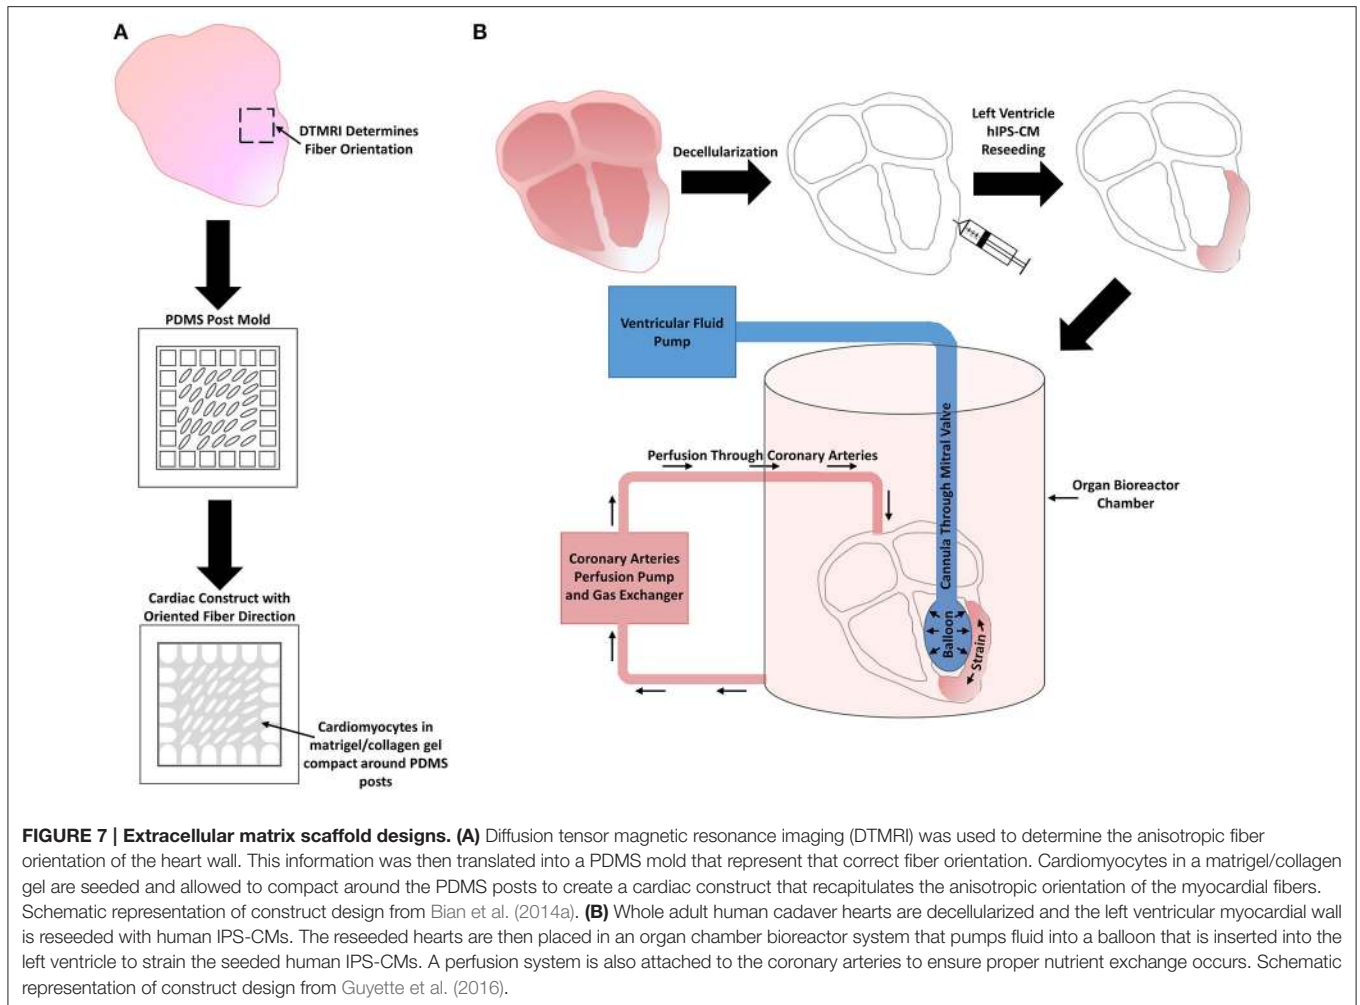 A
DTMRI Determines
Fiber Orientation
PDMS Post Mold
Cardiac Construct with
Oriented Fiber Direction
Cardiomyocytes in
matrigel/collagen gel
compact around PDMS
posts
B
Decellularization
Left Ventricle
hIPS-CM
Reseeding
Ventricular Fluid
Pump
Cannula Through Mitral Valve
Perfusion Through Coronary Arteries
Organ Bioreactor
Chamber
Coronary Arteries
Perfusion Pump
and Gas Exchanger
Balloon
Strain
FIGURE 7 | Extracellular matrix scaffold designs. (A) Diffusion tensor magnetic resonance imaging (DTMRI) was used to determine the anisotropic fiber
orientation of the heart wall. This information was then translated into a PDMS mold that represent that correct fiber orientation. Cardiomyocytes in a matrigel/collagen
gel are seeded and allowed to compact around the PDMS posts to create a cardiac construct that recapitulates the anisotropic orientation of the myocardial fibers.
Schematic representation of construct design from Bian et al. (2014a). (B) Whole adult human cadaver hearts are decellularized and the left ventricular myocardial wall
is reseeded with human IPS-CMs. The reseeded hearts are then placed in an organ chamber bioreactor system that pumps fluid into a balloon that is inserted into the
left ventricle to strain the seeded human IPS-CMs. A perfusion system is also attached to the coronary arteries to ensure proper nutrient exchange occurs. Schematic
representation of construct design from Guyette et al. (2016).